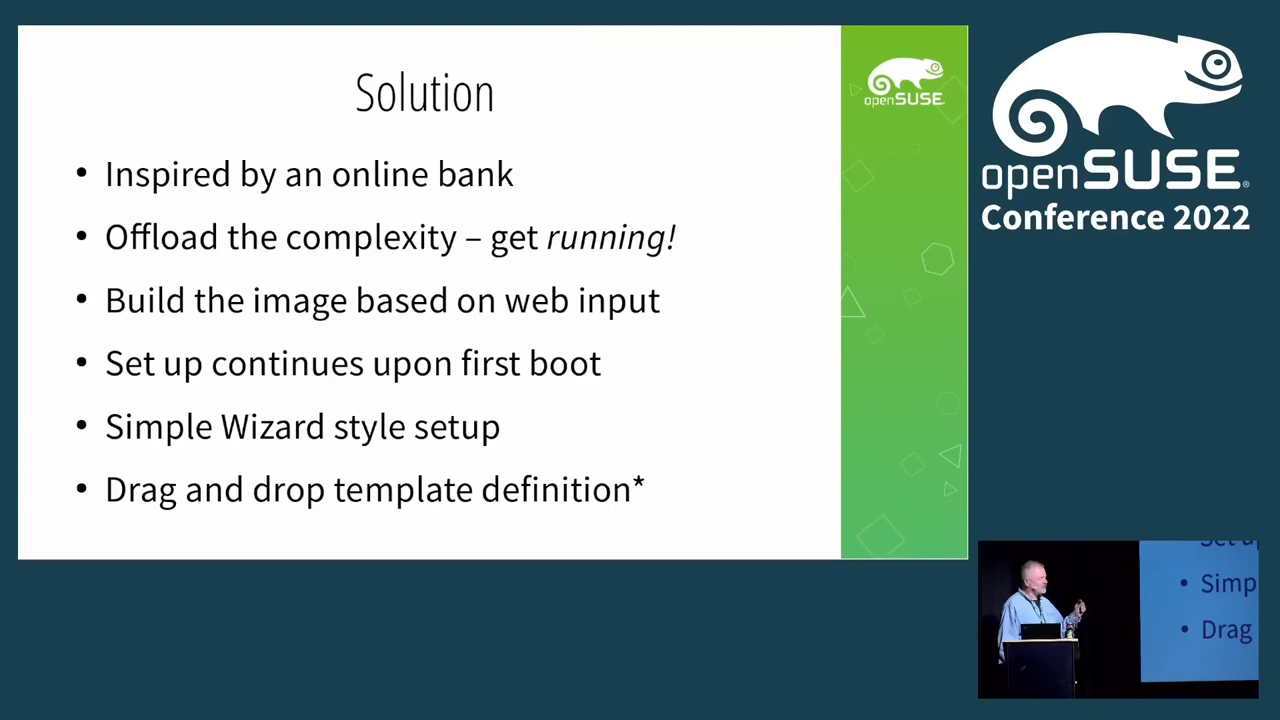 Solution
• Inspired by an online bank
• Offload the complexity – get running!
• Build the image based on web input
• Set up continues upon first boot
• Simple Wizard style setup
• Drag and drop template definition*
openSUSE
openSUSE®
Conference 2022
• Simp
• Drag